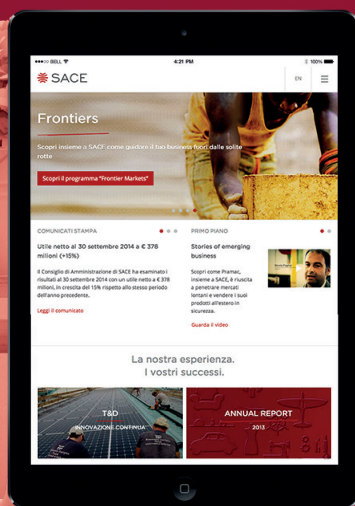 BELL
4:21 PM
100%
SACE
EN
Frontiers
Scopri insieme a SACE come guidare il tuo business fuori dalle solite
rotte
Scopri il programma "Frontier Markets"
COMUNICATI STAMPA
Utile netto al 30 settembre 2014 a € 378
milioni (+15%)
Il Consiglio di Amministrazione di SACE ha esaminato i
risultati al 30 settembre 2014 con un utile netto a € 378
milioni, in crescita del 15% rispetto allo stesso periodo
dell'anno precedente.
Leggi il comunicato
PRIMO PIANO
Stories of emerging
business
Scopri come Pramac,
insieme a SACE, è riuscita
a penetrare mercati
lontani e vendere i suoi
prodotti all'estero in
sicurezza.
Guarda il video
La nostra esperienza.
I vostri successi.
T&D
INNOVAZIONE CONTINUA
ANNUAL REPORT
2013